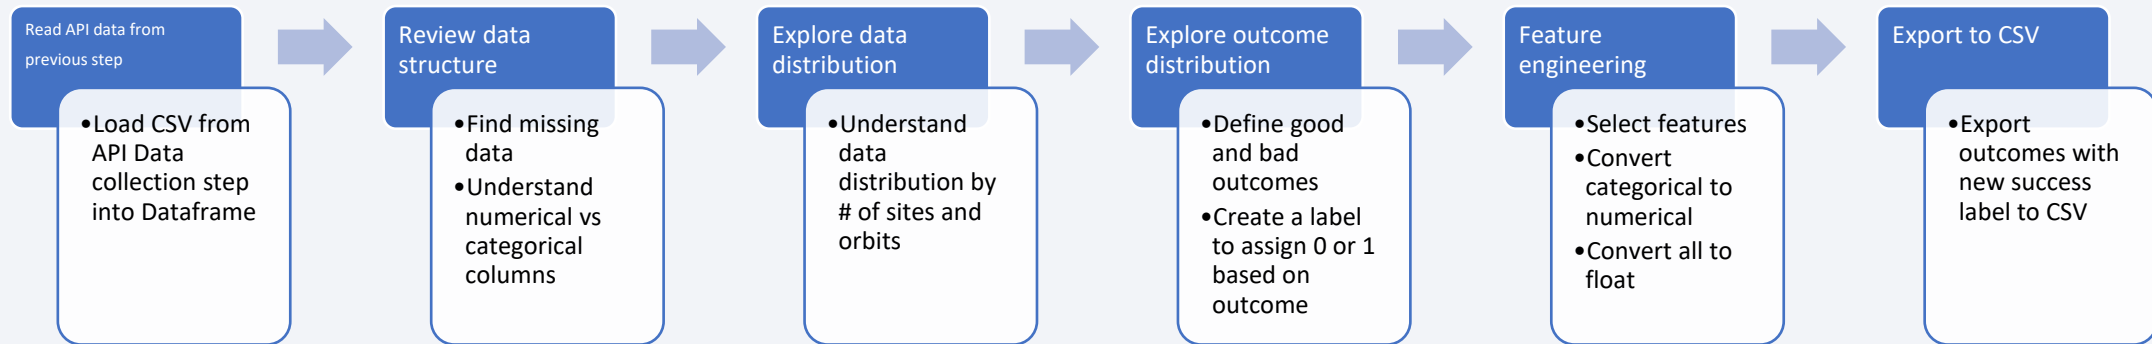 Read API data from
previous step
•Load CSV from
API Data
collection step
into Dataframe
Review data
structure
•Find missing
data
•Understand
numerical vs
categorical
columns
Explore data
distribution
•Understand
data
distribution by
# of sites and
orbits
Explore outcome
distribution
•Define good
and bad
outcomes
•Create a label
to assign 0 or 1
based on
outcome
Feature
engineering
•Select features
•Convert
categorical to
numerical
•Convert all to
float
Export to CSV
•Export
outcomes with
new success
label to CSV